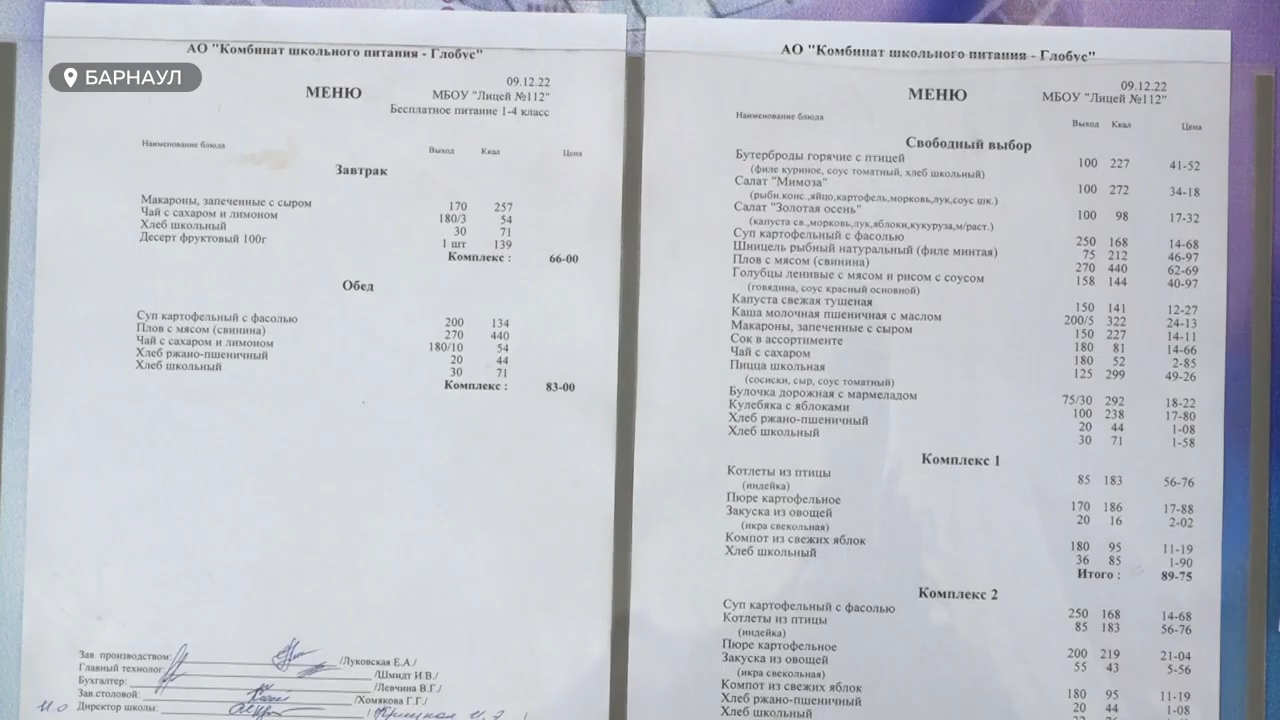 БАРНАУЛ
АО "Комбинат школьного питания - Глобус"
09.12.22
МЕНЮ МБОУ "Лицей №112"
Бесплатное питание 1-4 класс
Наименование блюда Выход Ккал Цена
Завтрак
Макароны, запеченные с сыром 170 257
Чай с сахаром и лимоном 180/3 54
Хлеб школьный 30 71
Десерт фруктовый 100г 1 шт 139
Комплекс : 66-00
Обед
Суп картофельный с фасолью 200 134
Плов с мясом (свинина) 270 440
Чай с сахаром и лимоном 180/10 54
Хлеб ржано-пшеничный 20 44
Хлеб школьный 30 71
Комплекс : 83-00
Зав. производством: /Луковская Е.А./
Главный технолог: /Шмидт И.В./
Бухгалтер: /Левчина В.Г./
Зав.столовой: /Хомякова Г.Г./
И.о Директор школы: /
АО "Комбинат школьного питания - Глобус"
09.12.22
МЕНЮ МБОУ "Лицей №112"
Наименование блюда Выход Ккал Цена
Свободный выбор
Бутерброды горячие с птицей 100 227 41-52
(филе куриное, соус томатный, хлеб школьный)
Салат "Мимоза" 100 272 34-18
(рыбн.конс.,яйцо,картофель,морковь,лук,соус шк.)
Салат "Золотая осень" 100 98 17-32
(капуста св.,морковь,лук,яблоки,кукуруза,м/раст.)
Суп картофельный с фасолью 250 168 14-68
Шницель рыбный натуральный (филе минтая) 75 212 46-97
Плов с мясом (свинина) 270 440 62-69
Голубцы ленивые с мясом и рисом с соусом 158 144 40-97
(говядина, соус красный основной)
Капуста свежая тушеная 150 141 12-27
Каша молочная пшеничная с маслом 200/5 322 24-13
Макароны, запеченные с сыром 150 227 14-11
Сок в ассортименте 180 81 14-66
Чай с сахаром 180 52 2-85
Пицца школьная 125 299 49-26
(сосиски, сыр, соус томатный)
Булочка дорожная с мармеладом 75/30 292 18-22
Кулебяка с яблоками 100 238 17-80
Хлеб ржано-пшеничный 20 44 1-08
Хлеб школьный 30 71 1-58
Комплекс 1
Котлеты из птицы 85 183 56-76
(индейка)
Пюре картофельное 170 186 17-88
Закуска из овощей 20 16 2-02
(икра свекольная)
Компот из свежих яблок 180 95 11-19
Хлеб школьный 36 85 1-90
Итого : 89-75
Комплекс 2
Суп картофельный с фасолью 250 168 14-68
Котлеты из птицы 85 183 56-76
(индейка)
Пюре картофельное 200 219 21-04
Закуска из овощей 55 43 5-56
(икра свекольная)
Компот из свежих яблок 180 95 11-19
Хлеб ржано-пшеничный 20 44 1-08
Хлеб школьный